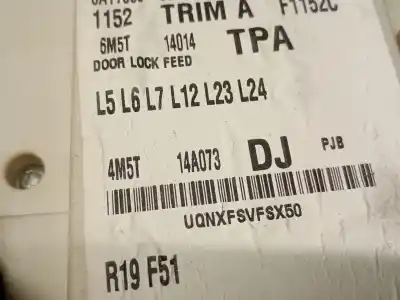 1152 TRIM A F1152C
6M5T 14014 TPA
DOOR LOCK FEED
L5 L6 L7 L12 L23 L24
4M5T 14A073 DJ PJB
UQNXFSVFSX50
R19 F51